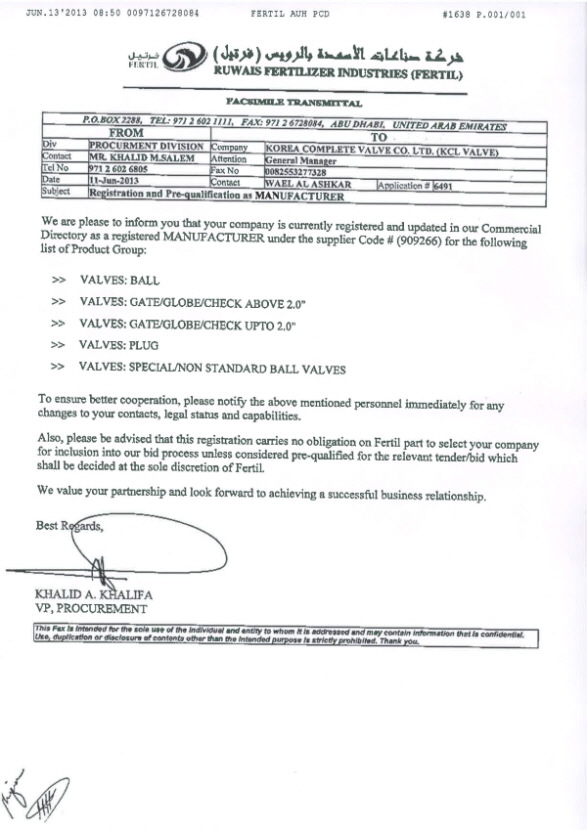 JUN.13'2013 08:50 0097126728084 FERTIL AUH PCD #1638 P.001/001
فرتيل
FERTIL
شركة صناعات الأسمدة بالرويس (فرتيل)
RUWAIS FERTILIZER INDUSTRIES (FERTIL)
FACSIMILE TRANSMITTAL
P.O.BOX 2288, TEL: 971 2 602 1111, FAX: 971 2 6728084, ABU DHABI, UNITED ARAB EMIRATES
FROM TO
Div PROCURMENT DIVISION Company KOREA COMPLETE VALVE CO. LTD. (KCL VALVE)
Contact MR. KHALID M.SALEM Attention General Manager
Tel No 971 2 602 6805 Fax No 0082553277328
Date 11-Jun-2013 Contact WAEL AL ASHKAR Application # 6491
Subject Registration and Pre-qualification as MANUFACTURER
We are please to inform you that your company is currently registered and updated in our Commercial
Directory as a registered MANUFACTURER under the supplier Code # (909266) for the following
list of Product Group:
>> VALVES: BALL
>> VALVES: GATE/GLOBE/CHECK ABOVE 2.0"
>> VALVES: GATE/GLOBE/CHECK UPTO 2.0"
>> VALVES: PLUG
>> VALVES: SPECIAL/NON STANDARD BALL VALVES
To ensure better cooperation, please notify the above mentioned personnel immediately for any
changes to your contacts, legal status and capabilities.
Also, please be advised that this registration carries no obligation on Fertil part to select your company
for inclusion into our bid process unless considered pre-qualified for the relevant tender/bid which
shall be decided at the sole discretion of Fertil.
We value your partnership and look forward to achieving a successful business relationship.
Best Regards,
KHALID A. KHALIFA
VP, PROCUREMENT
This Fax is intended for the sole use of the individual and entity to whom it is addressed and may contain information that is confidential.
Use, duplication or disclosure of contents other than the intended purpose is strictly prohibited. Thank you.